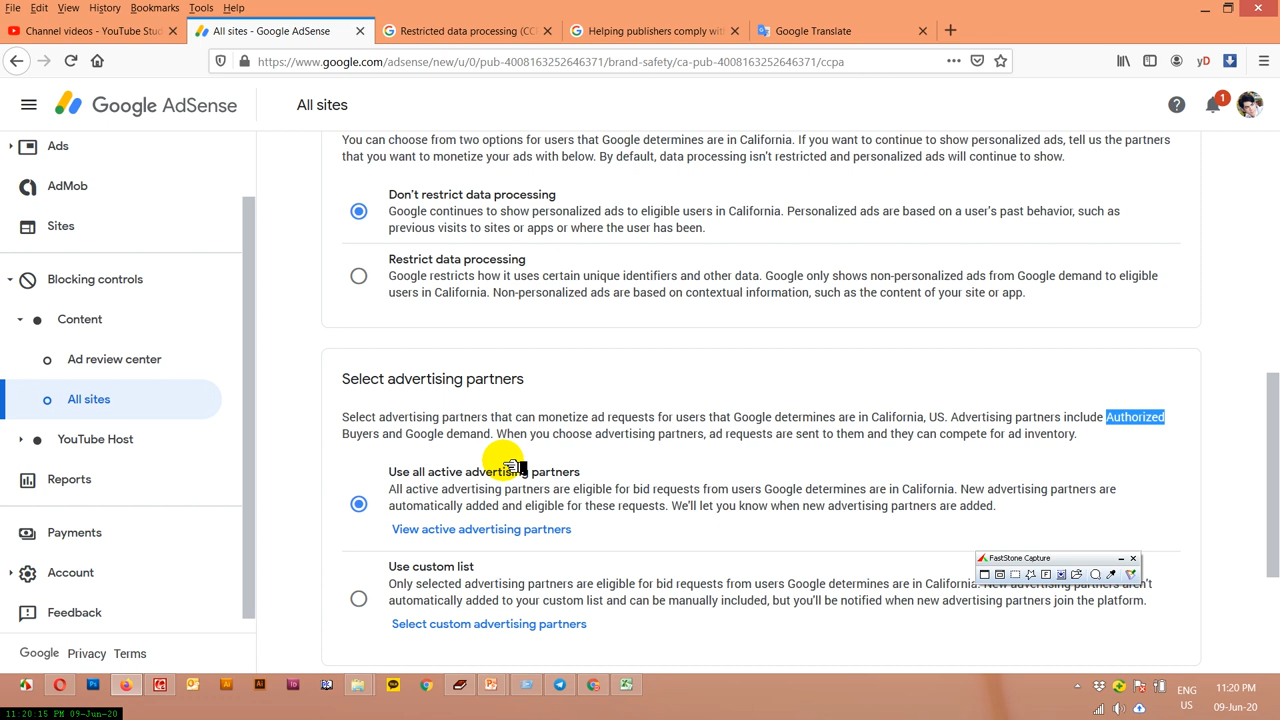 File Edit View History Bookmarks Tools Help
Channel videos - YouTube Stud
All sites - Google AdSense
Restricted data processing (CC
Helping publishers comply wit
Google Translate
https://www.google.com/adsense/new/u/0/pub-4008163252646371/brand-safety/ca-pub-4008163252646371/ccpa
yD
Google AdSense
All sites
1
Ads
AdMob
Sites
Blocking controls
Content
Ad review center
All sites
YouTube Host
Reports
Payments
Account
Feedback
Google Privacy Terms
You can choose from two options for users that Google determines are in California. If you want to continue to show personalized ads, tell us the partners
that you want to monetize your ads with below. By default, data processing isn't restricted and personalized ads will continue to show.
Don't restrict data processing
Google continues to show personalized ads to eligible users in California. Personalized ads are based on a user's past behavior, such as
previous visits to sites or apps or where the user has been.
Restrict data processing
Google restricts how it uses certain unique identifiers and other data. Google only shows non-personalized ads from Google demand to eligible
users in California. Non-personalized ads are based on contextual information, such as the content of your site or app.
Select advertising partners
Select advertising partners that can monetize ad requests for users that Google determines are in California, US. Advertising partners include Authorized
Buyers and Google demand. When you choose advertising partners, ad requests are sent to them and they can compete for ad inventory.
Use all active advertising partners
All active advertising partners are eligible for bid requests from users Google determines are in California. New advertising partners are
automatically added and eligible for these requests. We'll let you know when new advertising partners are added.
View active advertising partners
FastStone Capture
Use custom list
Only selected advertising partners are eligible for bid requests from users Google determines are in California. New advertising partners aren't
automatically added to your custom list and can be manually included, but you'll be notified when new advertising partners join the platform.
Select custom advertising partners
ENG
US
11:20 PM
09-Jun-20
11:20:15 PM 09-Jun-20